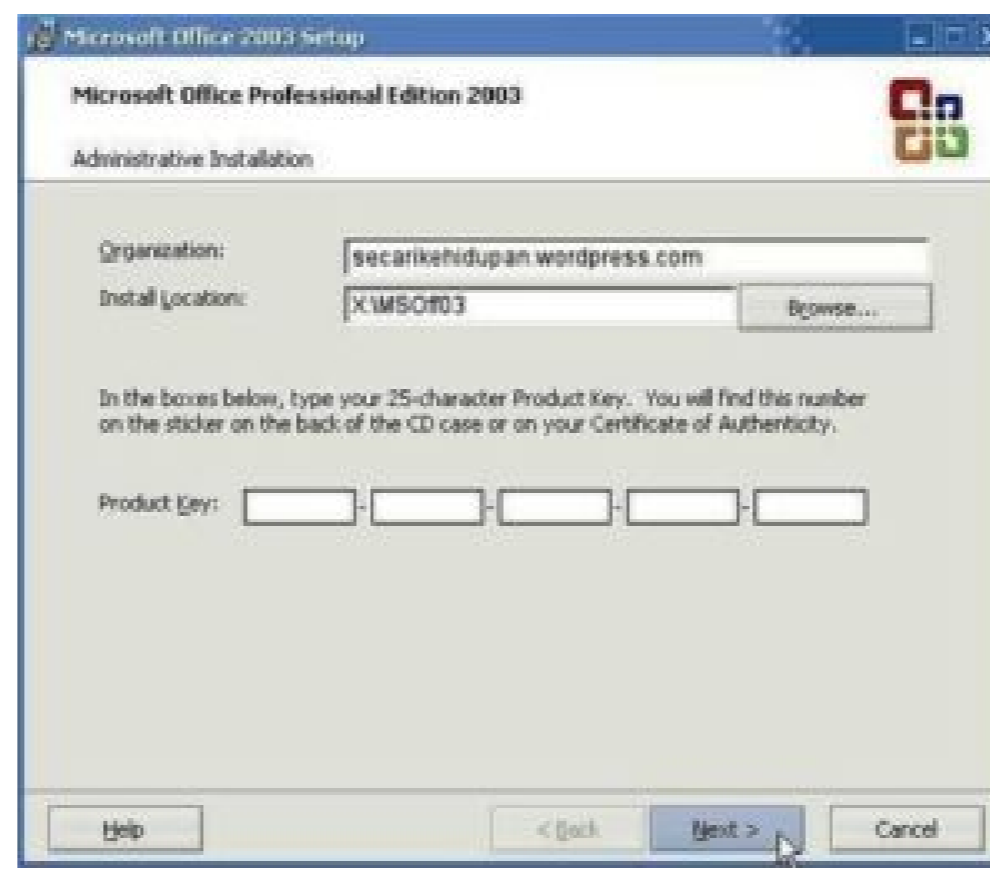 Microsoft Office 2003 Setup
Microsoft Office Professional Edition 2003
Administrative Installation
Organization: secarikehidupan.wordpress.com
Install Location: X:\MSOff03 Browse...
In the boxes below, type your 25-character Product Key. You will find this number
on the sticker on the back of the CD case or on your Certificate of Authenticity.
Product Key: - - - -
Help < Back Next > Cancel